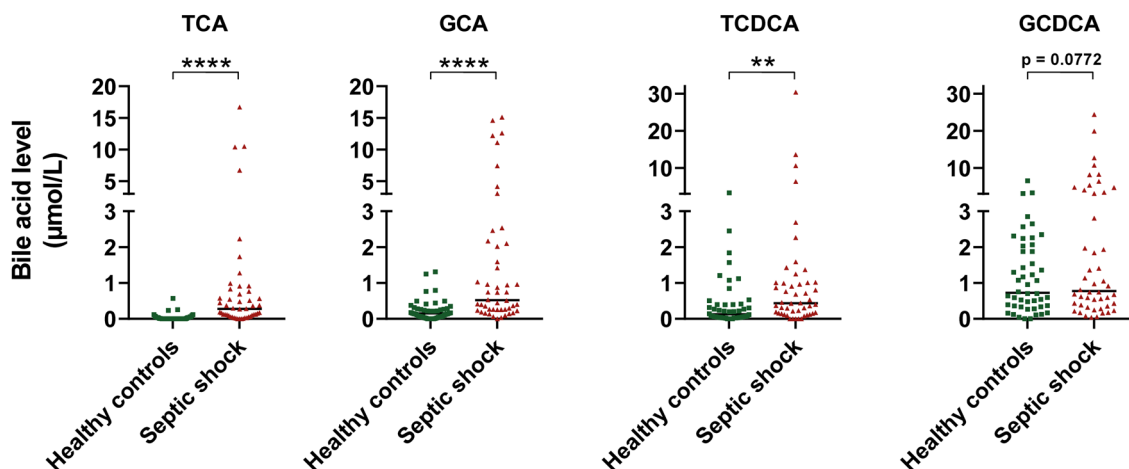 TCA
GCA
TCDCA
GCDCA
****
****
**
p = 0.0772
Bile acid level
(µmol/L)
20
15
10
5
3
2
1
0
20
15
10
5
3
2
1
0
30
20
10
3
2
1
0
30
20
10
3
2
1
0
Healthy controls
Septic shock
Healthy controls
Septic shock
Healthy controls
Septic shock
Healthy controls
Septic shock